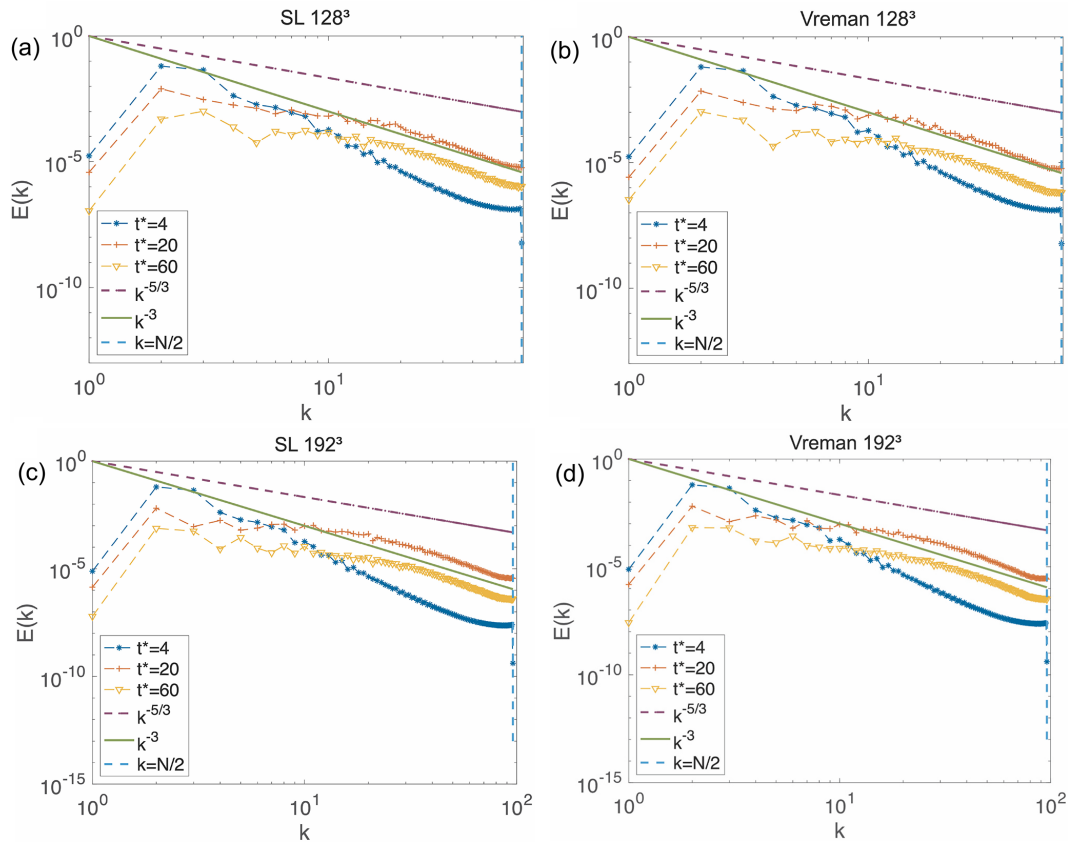 SL 128³
(a)
10⁰
10⁻⁵
10⁻¹⁰
E(k)
t*=4
t*=20
t*=60
k⁻⁵/³
k⁻³
k=N/2
10⁰
10¹
k
Vreman 128³
(b)
10⁰
10⁻⁵
10⁻¹⁰
E(k)
t*=4
t*=20
t*=60
k⁻⁵/³
k⁻³
k=N/2
10⁰
10¹
k
SL 192³
(c)
10⁰
10⁻⁵
10⁻¹⁰
10⁻¹⁵
E(k)
t*=4
t*=20
t*=60
k⁻⁵/³
k⁻³
k=N/2
10⁰
10¹
10²
k
Vreman 192³
(d)
10⁰
10⁻⁵
10⁻¹⁰
10⁻¹⁵
E(k)
t*=4
t*=20
t*=60
k⁻⁵/³
k⁻³
k=N/2
10⁰
10¹
10²
k